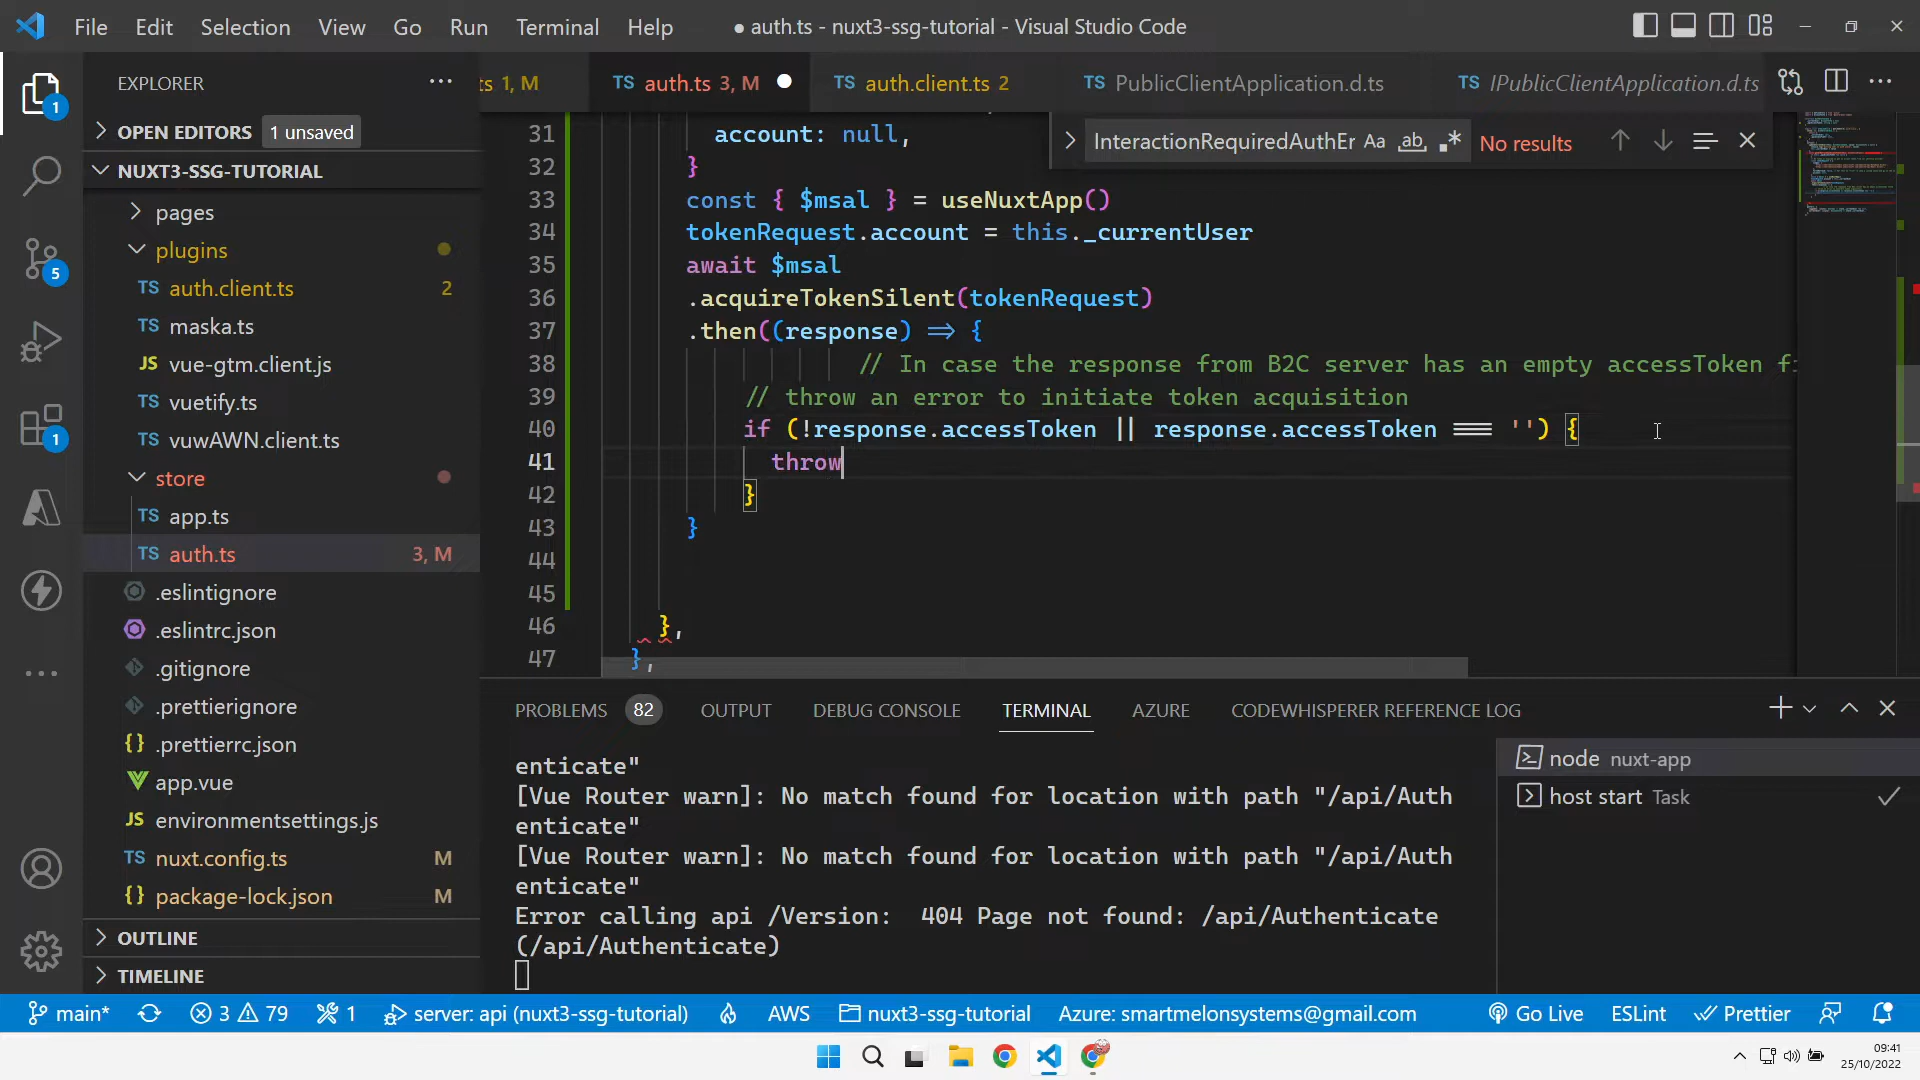 File Edit Selection View Go Run Terminal Help
● auth.ts - nuxt3-ssg-tutorial - Visual Studio Code
EXPLORER
ts 1, M
TS auth.ts 3, M
TS auth.client.ts 2
TS PublicClientApplication.d.ts
TS IPublicClientApplication.d.ts
OPEN EDITORS 1 unsaved
NUXT3-SSG-TUTORIAL
pages
plugins
TS auth.client.ts 2
TS maska.ts
JS vue-gtm.client.js
TS vuetify.ts
TS vuwAWN.client.ts
store
TS app.ts
TS auth.ts 3, M
.eslintignore
.eslintrc.json
.gitignore
.prettierignore
{} .prettierrc.json
app.vue
JS environmentsettings.js
TS nuxt.config.ts M
{} package-lock.json M
OUTLINE
TIMELINE
1
5
1
InteractionRequiredAuthEr Aa ab, .* No results
31 account: null,
32 }
33 const { $msal } = useNuxtApp()
34 tokenRequest.account = this._currentUser
35 await $msal
36 .acquireTokenSilent(tokenRequest)
37 .then((response) => {
38 // In case the response from B2C server has an empty accessToken fi
39 // throw an error to initiate token acquisition
40 if (!response.accessToken || response.accessToken === '') {
41 throw
42 }
43 }
44
45
46 },
47 },
PROBLEMS 82 OUTPUT DEBUG CONSOLE TERMINAL AZURE CODEWHISPERER REFERENCE LOG
enticate"
[Vue Router warn]: No match found for location with path "/api/Auth
enticate"
[Vue Router warn]: No match found for location with path "/api/Auth
enticate"
Error calling api /Version:  404 Page not found: /api/Authenticate
(/api/Authenticate)
node nuxt-app
host start Task
main* 3 79 1 server: api (nuxt3-ssg-tutorial) AWS nuxt3-ssg-tutorial Azure: smartmelonsystems@gmail.com Go Live ESLint Prettier
09:41
25/10/2022